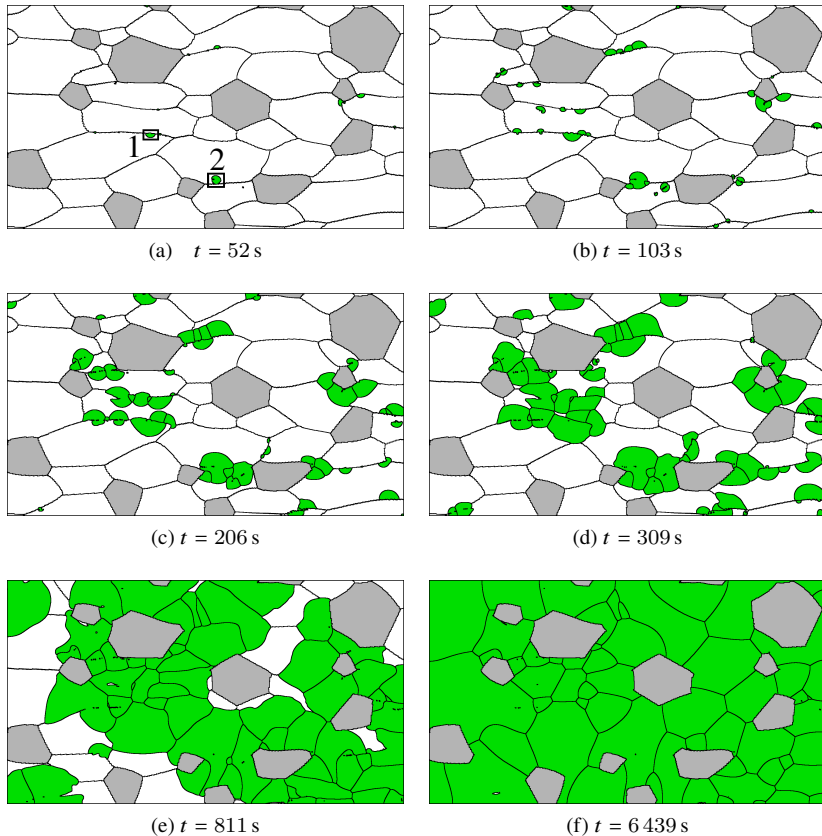 1
2
(a) t = 52 s
(b) t = 103 s
(c) t = 206 s
(d) t = 309 s
(e) t = 811 s
(f) t = 6 439 s